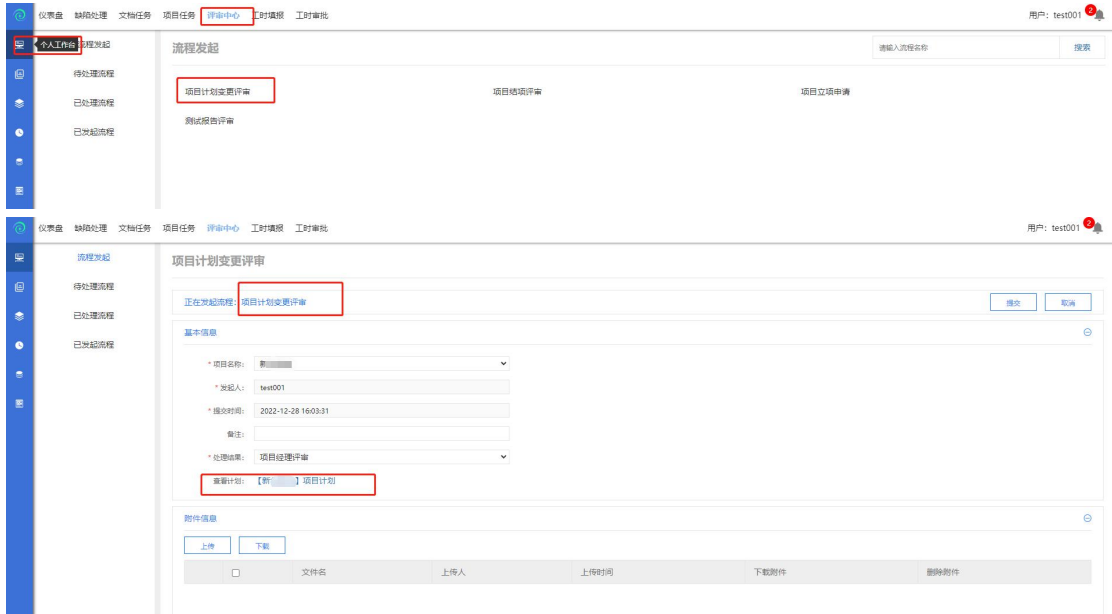 仪表盘 缺陷处理 文档任务 项目任务 评审中心 工时填报 工时审批 用户：test001 2
个人工作台 流程发起 流程发起 请输入流程名称 搜索
待处理流程
项目计划变更评审 项目结项评审 项目立项申请
已处理流程
测试报告评审
已发起流程
仪表盘 缺陷处理 文档任务 项目任务 评审中心 工时填报 工时审批 用户：test001 2
流程发起 项目计划变更评审
待处理流程
正在发起流程：项目计划变更评审 提交 取消
已处理流程
基本信息
已发起流程
* 项目名称： 新
* 发起人： test001
* 提交时间： 2022-12-28 16:03:31
备注：
* 处理结果： 项目经理评审
查看计划： 【新 】项目计划
附件信息
上传 下载
文件名 上传人 上传时间 下载附件 删除附件